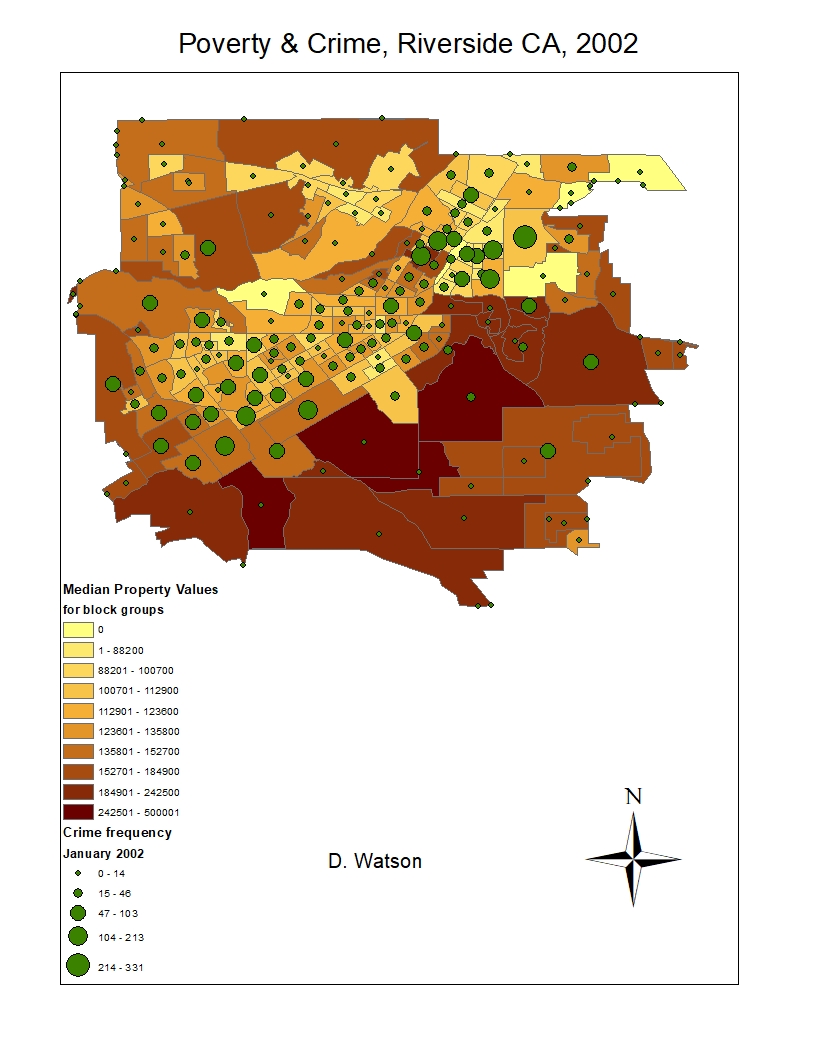 Poverty & Crime, Riverside CA, 2002
Median Property Values
for block groups
0
1 - 88200
88201 - 100700
100701 - 112900
112901 - 123600
123601 - 135800
135801 - 152700
152701 - 184900
184901 - 242500
242501 - 500001
Crime frequency
January 2002
0 - 14
15 - 46
47 - 103
104 - 213
214 - 331
D. Watson
N